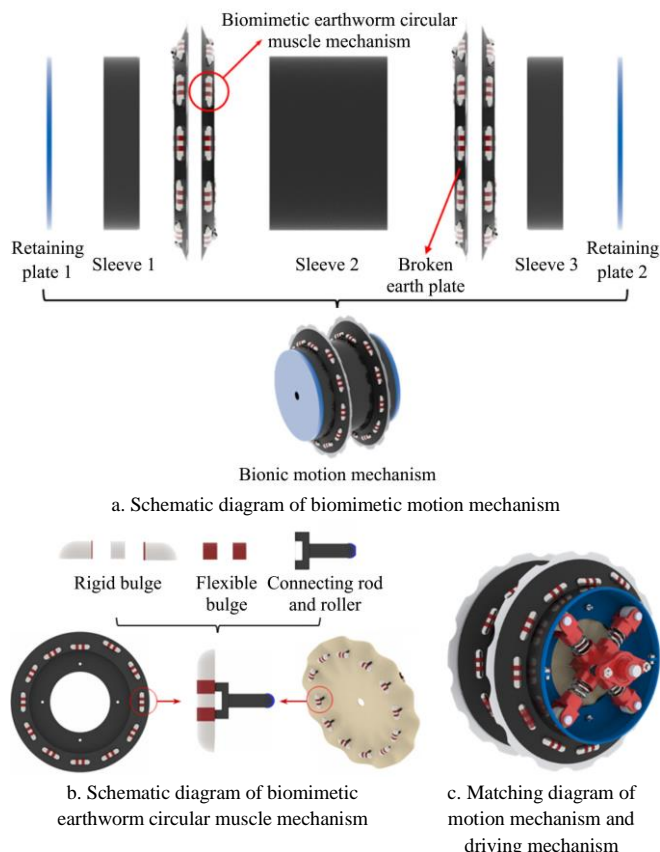 Biomimetic earthworm circular
muscle mechanism
Retaining
plate 1
Sleeve 1
Sleeve 2
Broken
earth plate
Sleeve 3
Retaining
plate 2
Bionic motion mechanism
a. Schematic diagram of biomimetic motion mechanism
Rigid bulge
Flexible
bulge
Connecting rod
and roller
b. Schematic diagram of biomimetic
earthworm circular muscle mechanism
c. Matching diagram of
motion mechanism and
driving mechanism